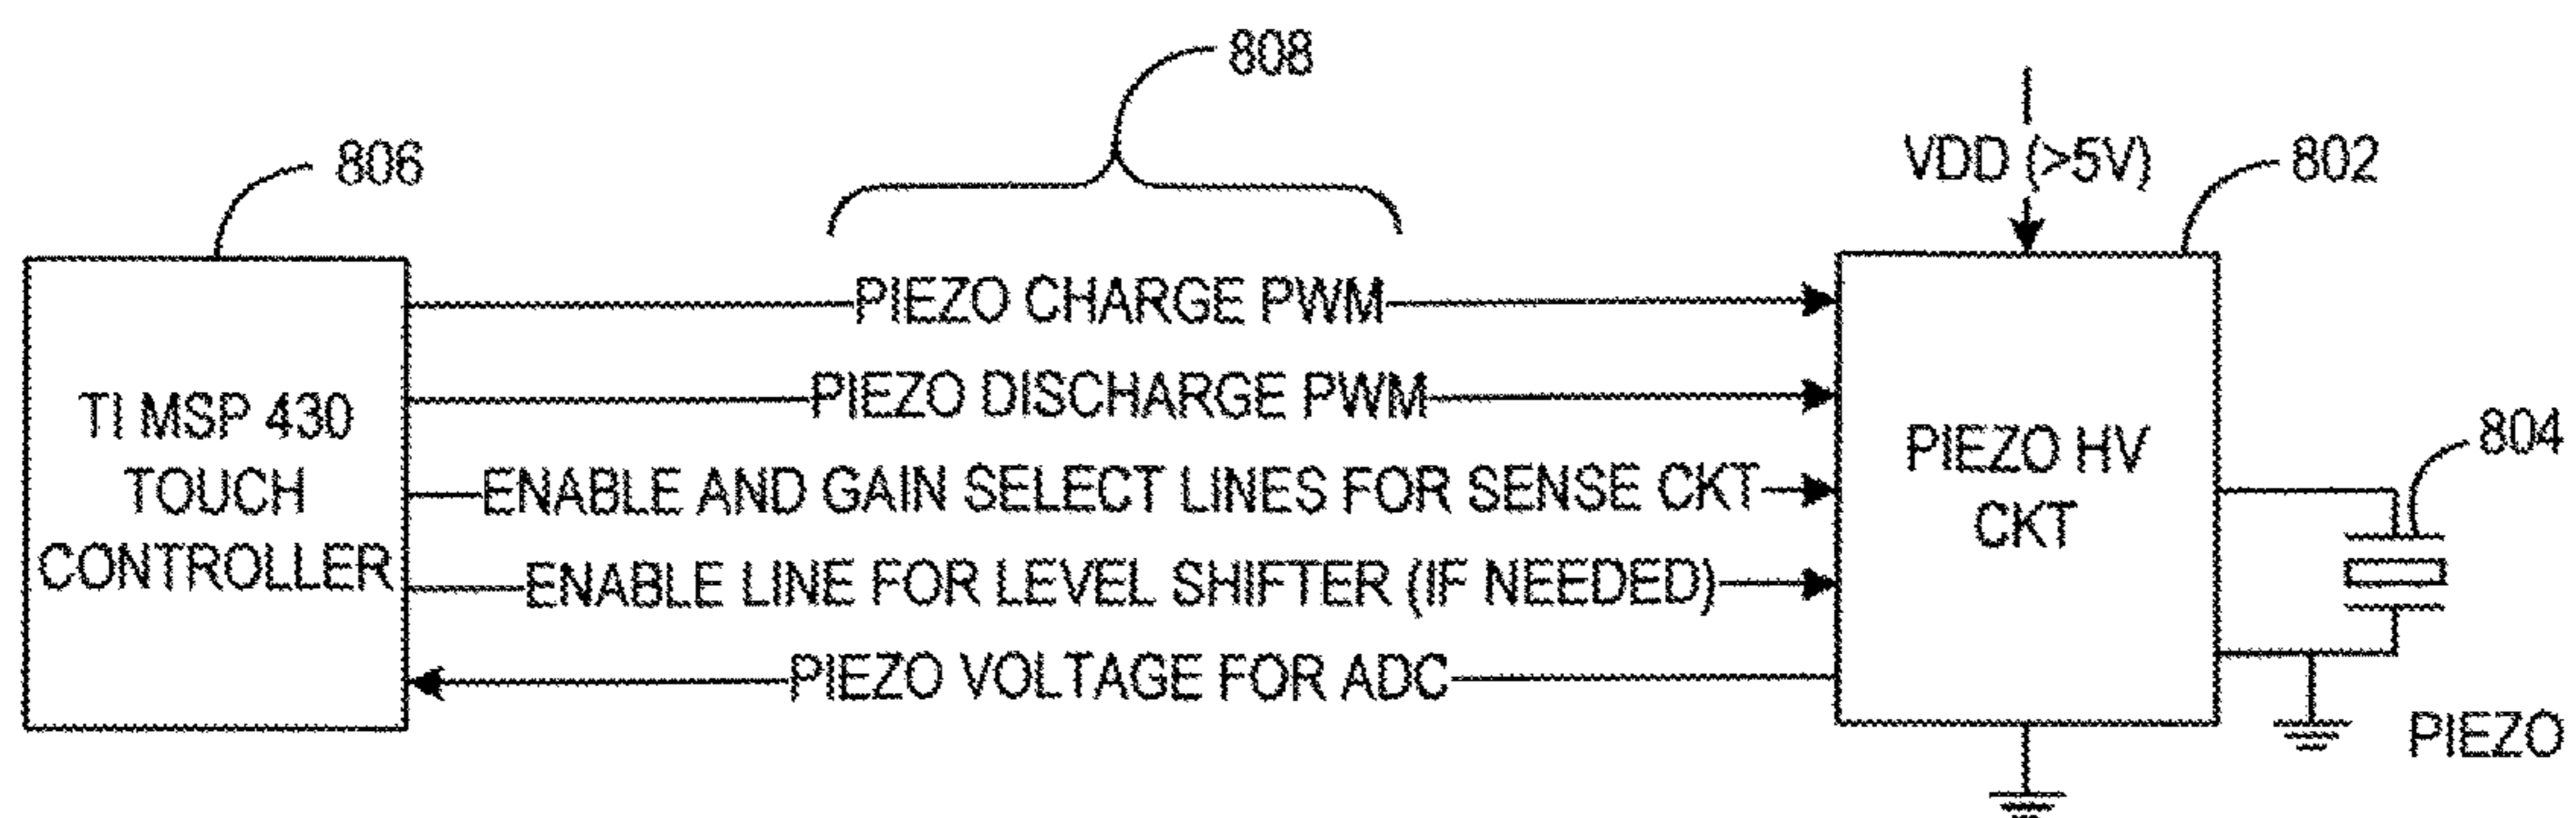 808
806
VDD (>5V)
802
PIEZO CHARGE PWM
PIEZO DISCHARGE PWM
TI MSP 430
TOUCH
CONTROLLER
ENABLE AND GAIN SELECT LINES FOR SENSE CKT
ENABLE LINE FOR LEVEL SHIFTER (IF NEEDED)
PIEZO VOLTAGE FOR ADC
PIEZO HV
CKT
804
PIEZO